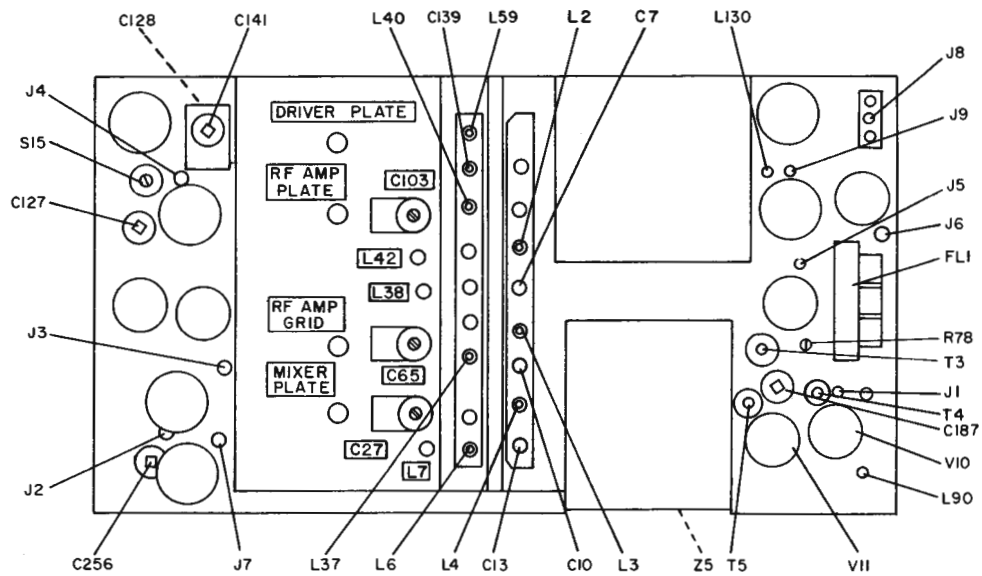 C128
C141
L40
C139
L59
L2
C7
L130
J8
J9
J4
S15
C127
DRIVER PLATE
RF AMP
PLATE
C103
L42
L38
RF AMP
GRID
MIXER
PLATE
C65
C27
L7
J5
J6
FL1
R78
T3
J1
T4
C187
V10
L90
J3
J2
C256
J7
L37
L6
L4
C13
C10
L3
Z5
T5
V11